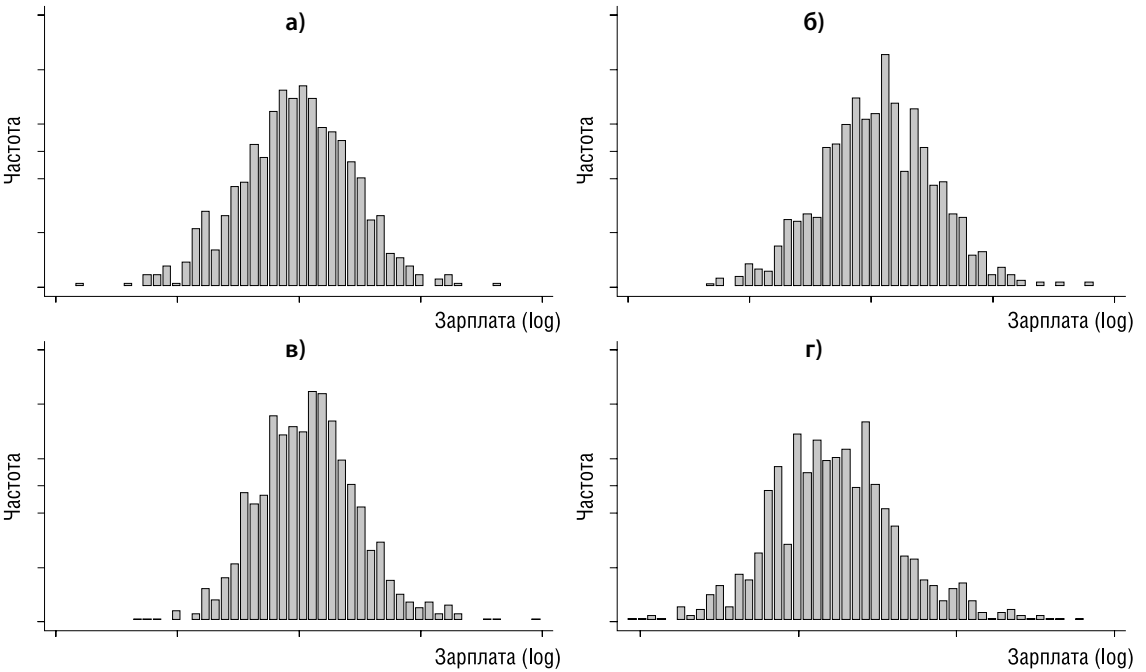 а)
Частота
Зарплата (log)
б)
Частота
Зарплата (log)
в)
Частота
Зарплата (log)
г)
Частота
Зарплата (log)